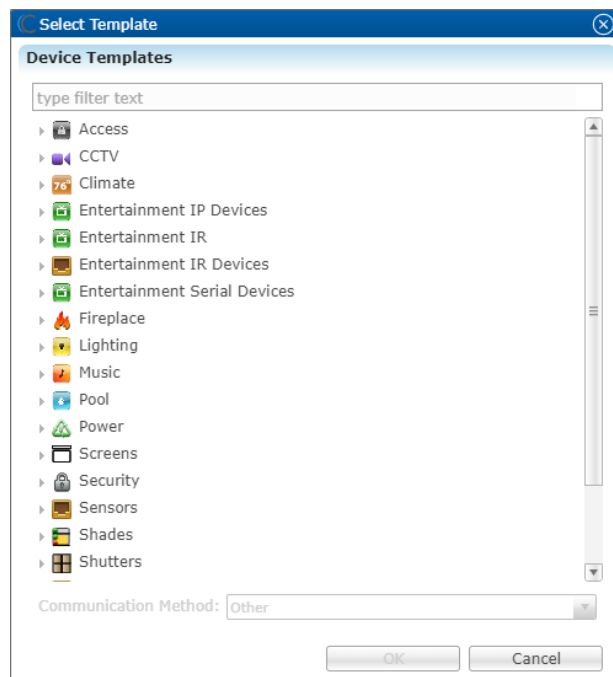 Select Template
Device Templates
type filter text
Access
CCTV
76° Climate
Entertainment IP Devices
Entertainment IR
Entertainment IR Devices
Entertainment Serial Devices
Fireplace
Lighting
Music
Pool
Power
Screens
Security
Sensors
Shades
Shutters
Communication Method: Other
OK Cancel